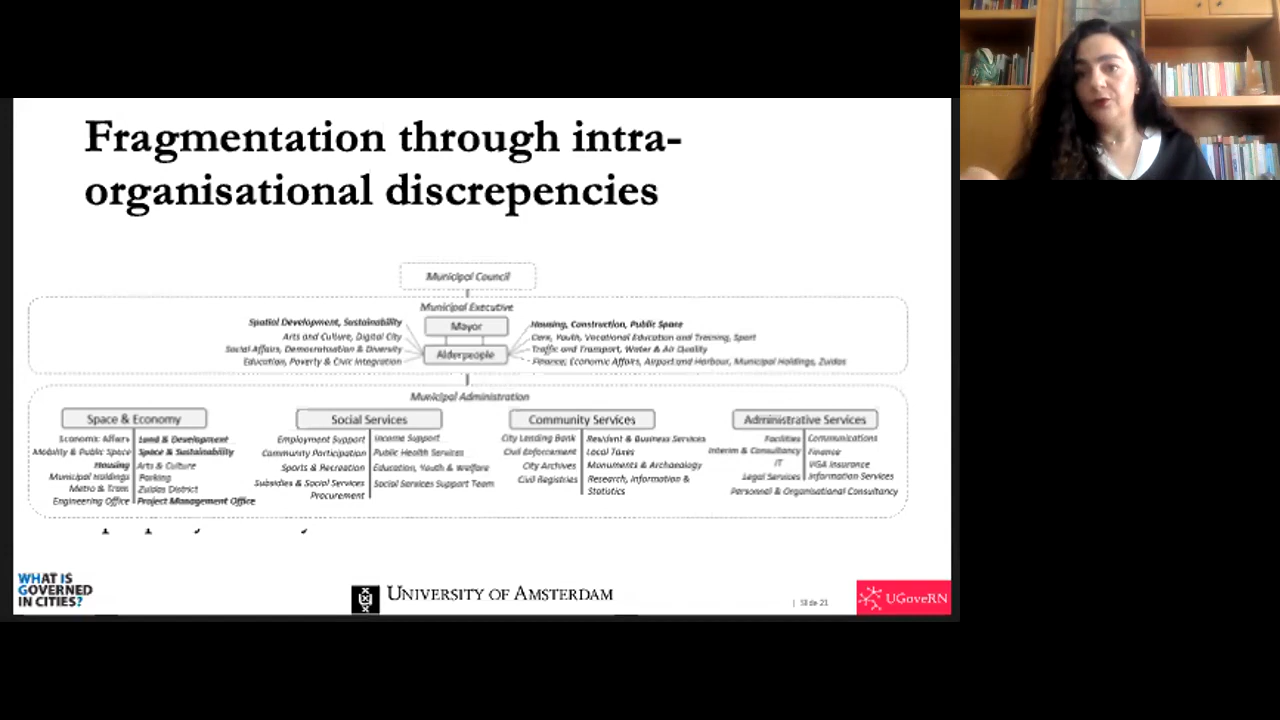 Fragmentation through intra-
organisational discrepencies
Municipal Council
Municipal Executive
Spatial Development, Sustainability
Mayor
Housing, Construction, Public Space
Arts and Culture, Digital City
Care, Youth, Vocational Education and Training, Sport
Social Affairs, Democratisation & Diversity
Alderpeople
Traffic and Transport, Water & Air Quality
Education, Poverty & Civic Integration
Finance, Economic Affairs, Airport and Harbour, Municipal Holdings, Zuidas
Municipal Administration
Space & Economy
Economic Affairs
Land & Development
Mobility & Public Space
Space & Sustainability
Housing
Arts & Culture
Municipal Holdings
Parking
Metro & Tram
Zuidas District
Engineering Office
Project Management Office
Social Services
Employment Support
Income Support
Community Participation
Public Health Services
Sports & Recreation
Education, Youth & Welfare
Subsidies & Social Services
Social Services Support Team
Procurement
Community Services
City Lending Bank
Resident & Business Services
Civil Enforcement
Local Taxes
City Archives
Monuments & Archaeology
Civil Registries
Research, Information &
Statistics
Administrative Services
Facilities
Communications
Interim & Consultancy
Finance
IT
VGA Insurance
Legal Services
Information Services
Personnel & Organisational Consultancy
WHAT IS
GOVERNED
IN CITIES?
UNIVERSITY OF AMSTERDAM
| Slide 21
UGoveRN